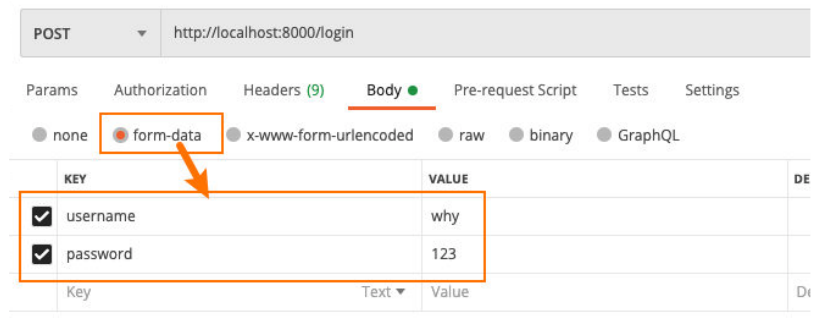 POST http://localhost:8000/login
Params Authorization Headers (9) Body Pre-request Script Tests Settings
none form-data x-www-form-urlencoded raw binary GraphQL
KEY VALUE DE
username why
password 123
Key Text Value De